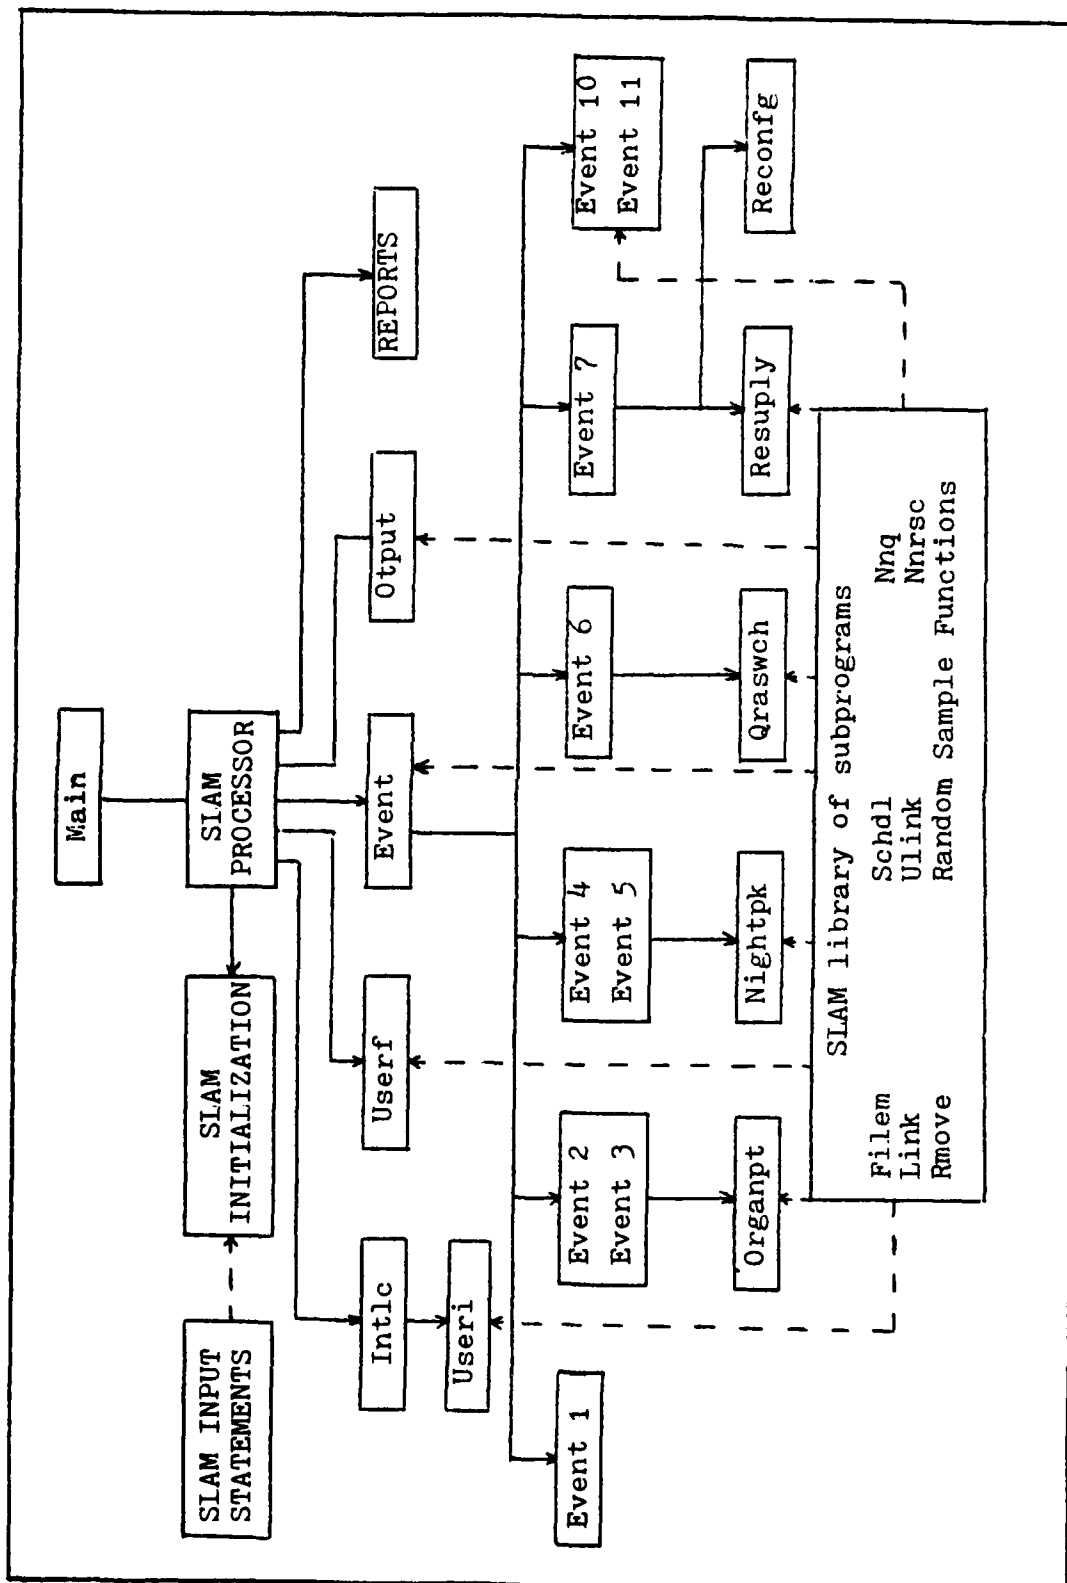 Main
SLAM INPUT
STATEMENTS
SLAM
INITIALIZATION
SLAM
PROCESSOR
Intlc
Userf
Event
Otput
REPORTS
Useri
Event 1
Event 2
Event 3
Event 4
Event 5
Event 6
Event 7
Event 10
Event 11
Organpt
Nightpk
Qraswch
Resuply
Reconfg
SLAM library of subprograms
Filem Schdl Nnq
Link Ulink Nnrsc
Rmove Random Sample Functions